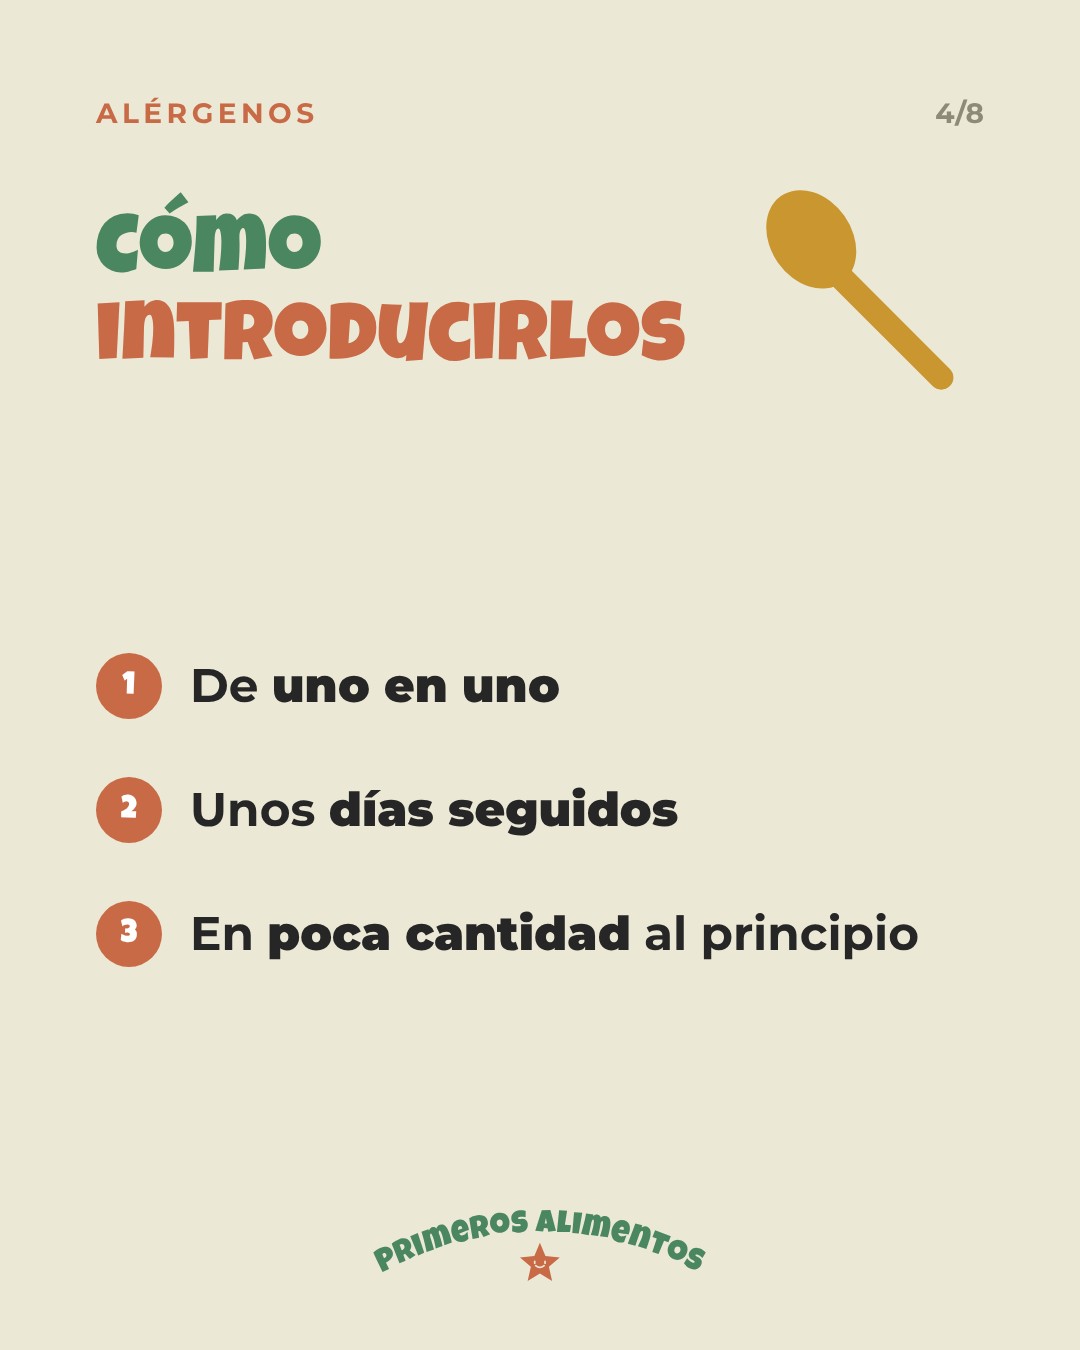 ALÉRGENOS
4/8
CÓMO
INTRODUCIRLOS
1 De uno en uno
2 Unos días seguidos
3 En poca cantidad al principio
PRIMEROS ALIMENTOS